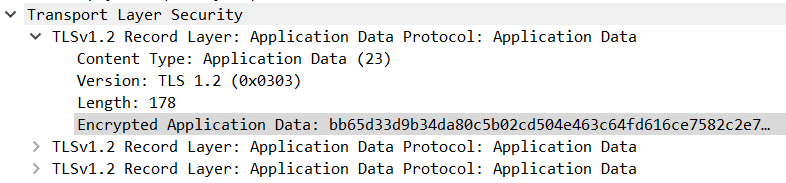 Transport Layer Security
TLSv1.2 Record Layer: Application Data Protocol: Application Data
Content Type: Application Data (23)
Version: TLS 1.2 (0x0303)
Length: 178
Encrypted Application Data: bb65d33d9b34da80c5b02cd504e463c64fd616ce7582c2e7…
TLSv1.2 Record Layer: Application Data Protocol: Application Data
TLSv1.2 Record Layer: Application Data Protocol: Application Data